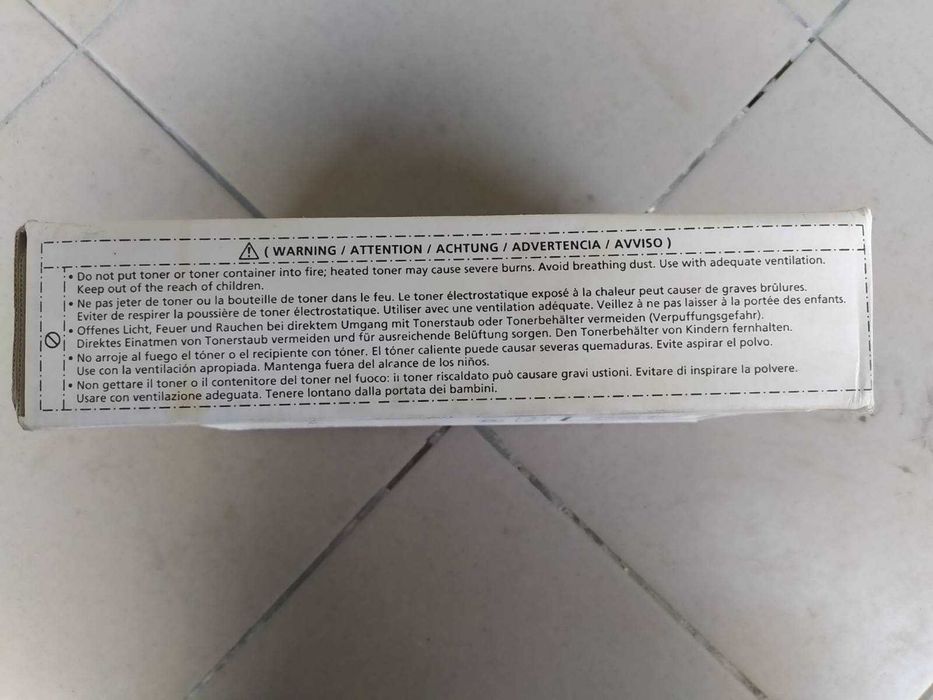 ( WARNING / ATTENTION / ACHTUNG / ADVERTENCIA / AVVISO )
• Do not put toner or toner container into fire; heated toner may cause severe burns. Avoid breathing dust. Use with adequate ventilation.
Keep out of the reach of children.
• Ne pas jeter de toner ou la bouteille de toner dans le feu. Le toner électrostatique exposé à la chaleur peut causer de graves brûlures.
Eviter de respirer la poussière de toner électrostatique. Utiliser avec une ventilation adéquate. Veillez à ne pas laisser à la portée des enfants.
• Offenes Licht, Feuer und Rauchen bei direktem Umgang mit Tonerstaub oder Tonerbehälter vermeiden (Verpuffungsgefahr).
Direktes Einatmen von Tonerstaub vermeiden und für ausreichende Belüftung sorgen. Den Tonerbehälter von Kindern fernhalten.
• No arroje al fuego el tóner o el recipiente con tóner. El tóner caliente puede causar severas quemaduras. Evite aspirar el polvo.
Use con la ventilación apropiada. Mantenga fuera del alrance de los niños.
• Non gettare il toner o il contenitore del toner nel fuoco: il toner riscaldato può causare gravi ustioni. Evitare di inspirare la polvere.
Usare con ventilazione adeguata. Tenere lontano dalla portata dei bambini.